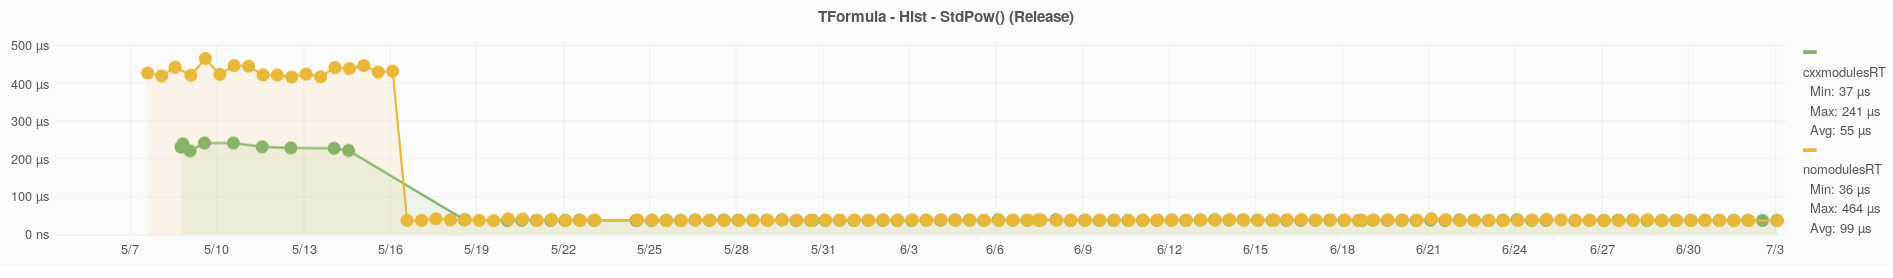 TFormula - Hist - StdPow() (Release)
500 µs
400 µs
300 µs
200 µs
100 µs
0 ns
5/7 5/10 5/13 5/16 5/19 5/22 5/25 5/28 5/31 6/3 6/6 6/9 6/12 6/15 6/18 6/21 6/24 6/27 6/30 7/3
cxxmodulesRT
Min: 37 µs
Max: 241 µs
Avg: 55 µs
nomodulesRT
Min: 36 µs
Max: 464 µs
Avg: 99 µs